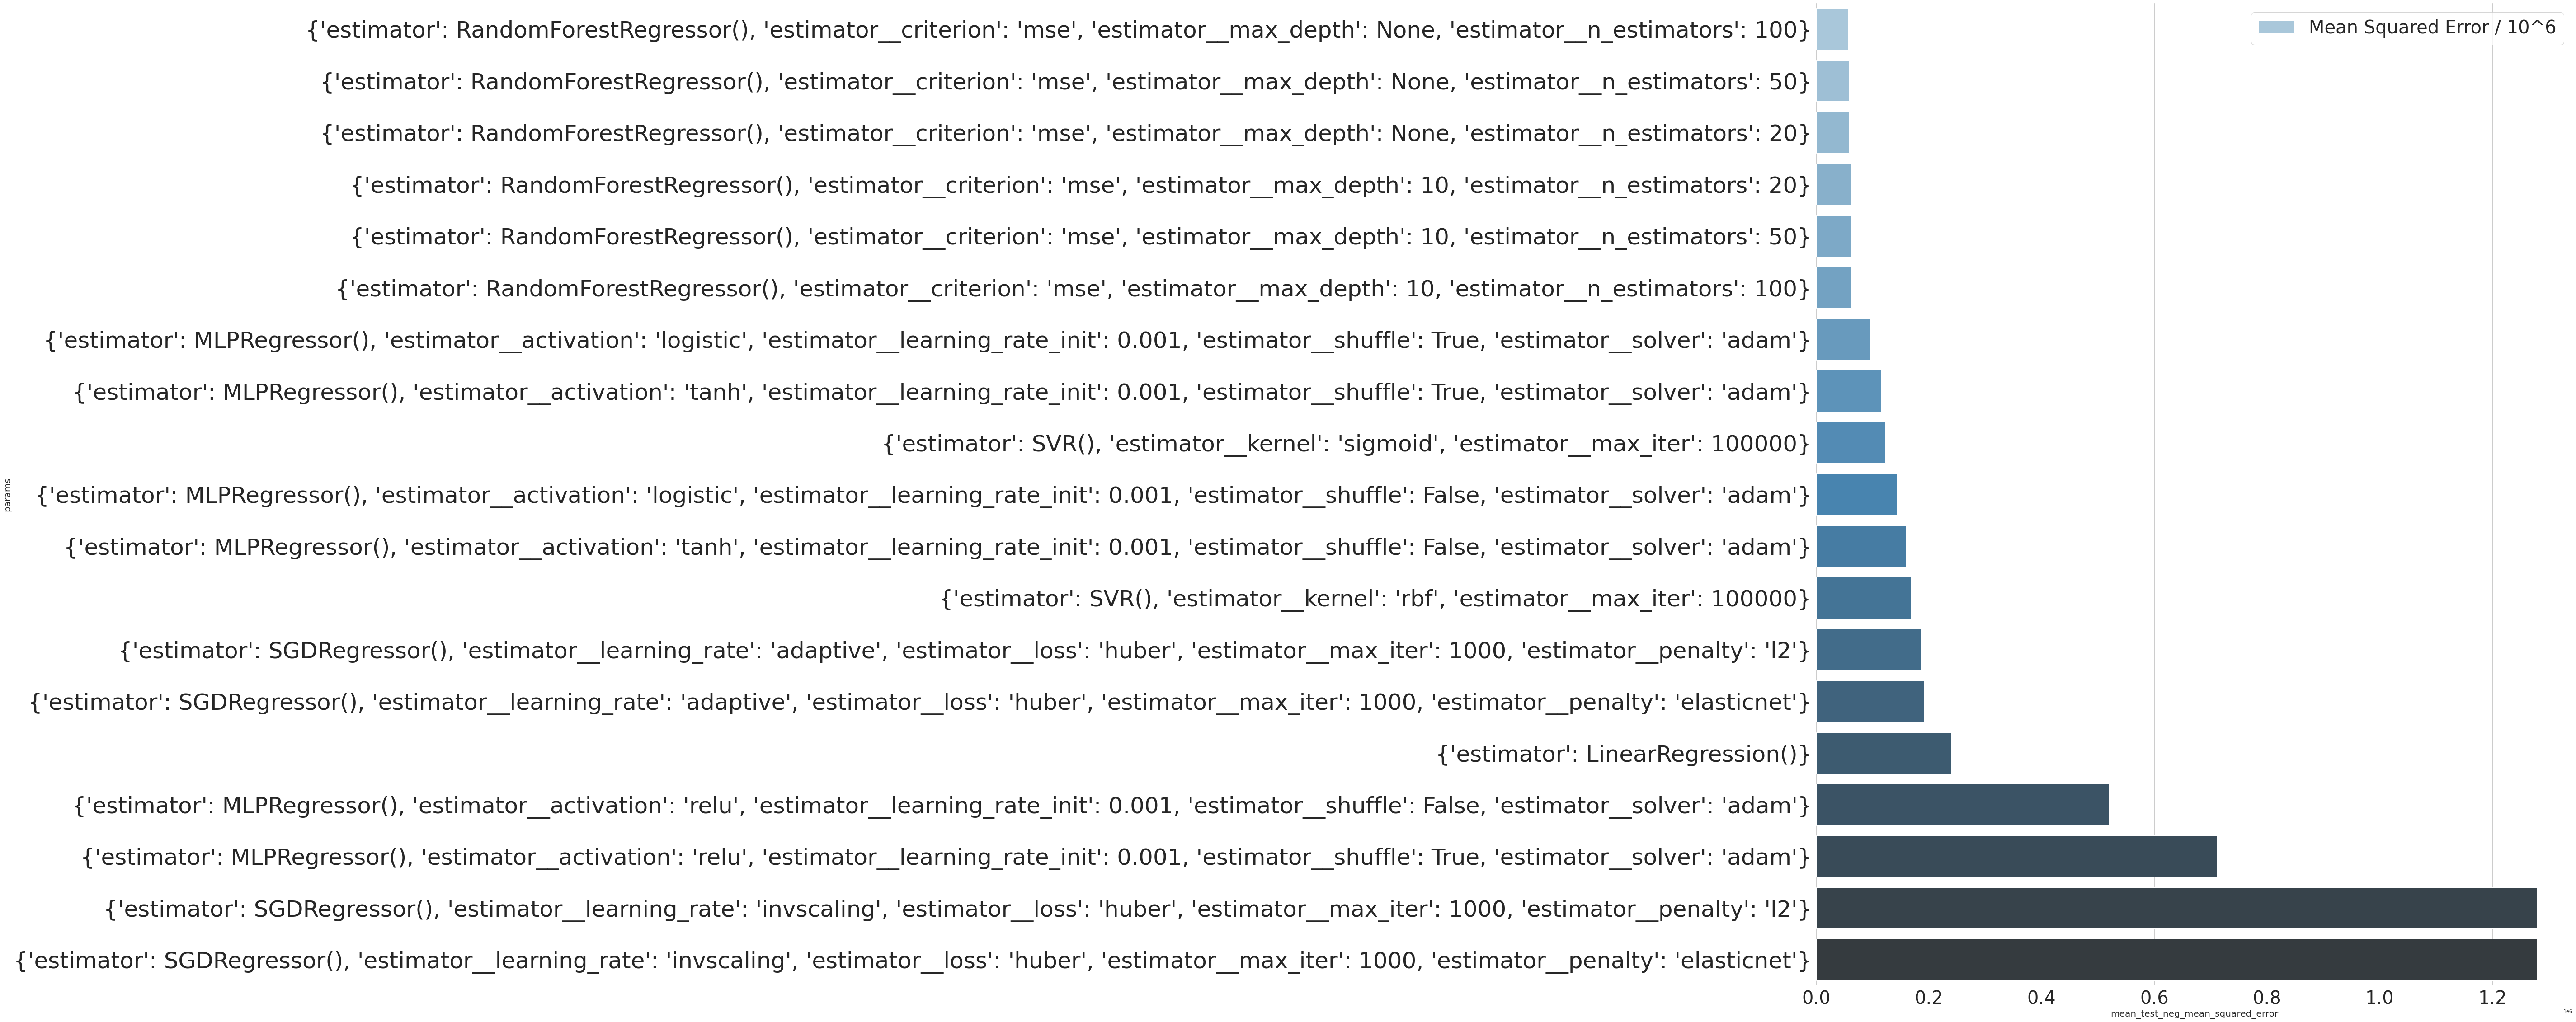 {'estimator': RandomForestRegressor(), 'estimator__criterion': 'mse', 'estimator__max_depth': None, 'estimator__n_estimators': 100}
Mean Squared Error / 10^6
{'estimator': RandomForestRegressor(), 'estimator__criterion': 'mse', 'estimator__max_depth': None, 'estimator__n_estimators': 50}
{'estimator': RandomForestRegressor(), 'estimator__criterion': 'mse', 'estimator__max_depth': None, 'estimator__n_estimators': 20}
{'estimator': RandomForestRegressor(), 'estimator__criterion': 'mse', 'estimator__max_depth': 10, 'estimator__n_estimators': 20}
{'estimator': RandomForestRegressor(), 'estimator__criterion': 'mse', 'estimator__max_depth': 10, 'estimator__n_estimators': 50}
{'estimator': RandomForestRegressor(), 'estimator__criterion': 'mse', 'estimator__max_depth': 10, 'estimator__n_estimators': 100}
{'estimator': MLPRegressor(), 'estimator__activation': 'logistic', 'estimator__learning_rate_init': 0.001, 'estimator__shuffle': True, 'estimator__solver': 'adam'}
{'estimator': MLPRegressor(), 'estimator__activation': 'tanh', 'estimator__learning_rate_init': 0.001, 'estimator__shuffle': True, 'estimator__solver': 'adam'}
{'estimator': SVR(), 'estimator__kernel': 'sigmoid', 'estimator__max_iter': 100000}
params
{'estimator': MLPRegressor(), 'estimator__activation': 'logistic', 'estimator__learning_rate_init': 0.001, 'estimator__shuffle': False, 'estimator__solver': 'adam'}
{'estimator': MLPRegressor(), 'estimator__activation': 'tanh', 'estimator__learning_rate_init': 0.001, 'estimator__shuffle': False, 'estimator__solver': 'adam'}
{'estimator': SVR(), 'estimator__kernel': 'rbf', 'estimator__max_iter': 100000}
{'estimator': SGDRegressor(), 'estimator__learning_rate': 'adaptive', 'estimator__loss': 'huber', 'estimator__max_iter': 1000, 'estimator__penalty': 'l2'}
{'estimator': SGDRegressor(), 'estimator__learning_rate': 'adaptive', 'estimator__loss': 'huber', 'estimator__max_iter': 1000, 'estimator__penalty': 'elasticnet'}
{'estimator': LinearRegression()}
{'estimator': MLPRegressor(), 'estimator__activation': 'relu', 'estimator__learning_rate_init': 0.001, 'estimator__shuffle': False, 'estimator__solver': 'adam'}
{'estimator': MLPRegressor(), 'estimator__activation': 'relu', 'estimator__learning_rate_init': 0.001, 'estimator__shuffle': True, 'estimator__solver': 'adam'}
{'estimator': SGDRegressor(), 'estimator__learning_rate': 'invscaling', 'estimator__loss': 'huber', 'estimator__max_iter': 1000, 'estimator__penalty': 'l2'}
{'estimator': SGDRegressor(), 'estimator__learning_rate': 'invscaling', 'estimator__loss': 'huber', 'estimator__max_iter': 1000, 'estimator__penalty': 'elasticnet'}
0.0 0.2 0.4 0.6 0.8 1.0 1.2
mean_test_neg_mean_squared_error
1e6